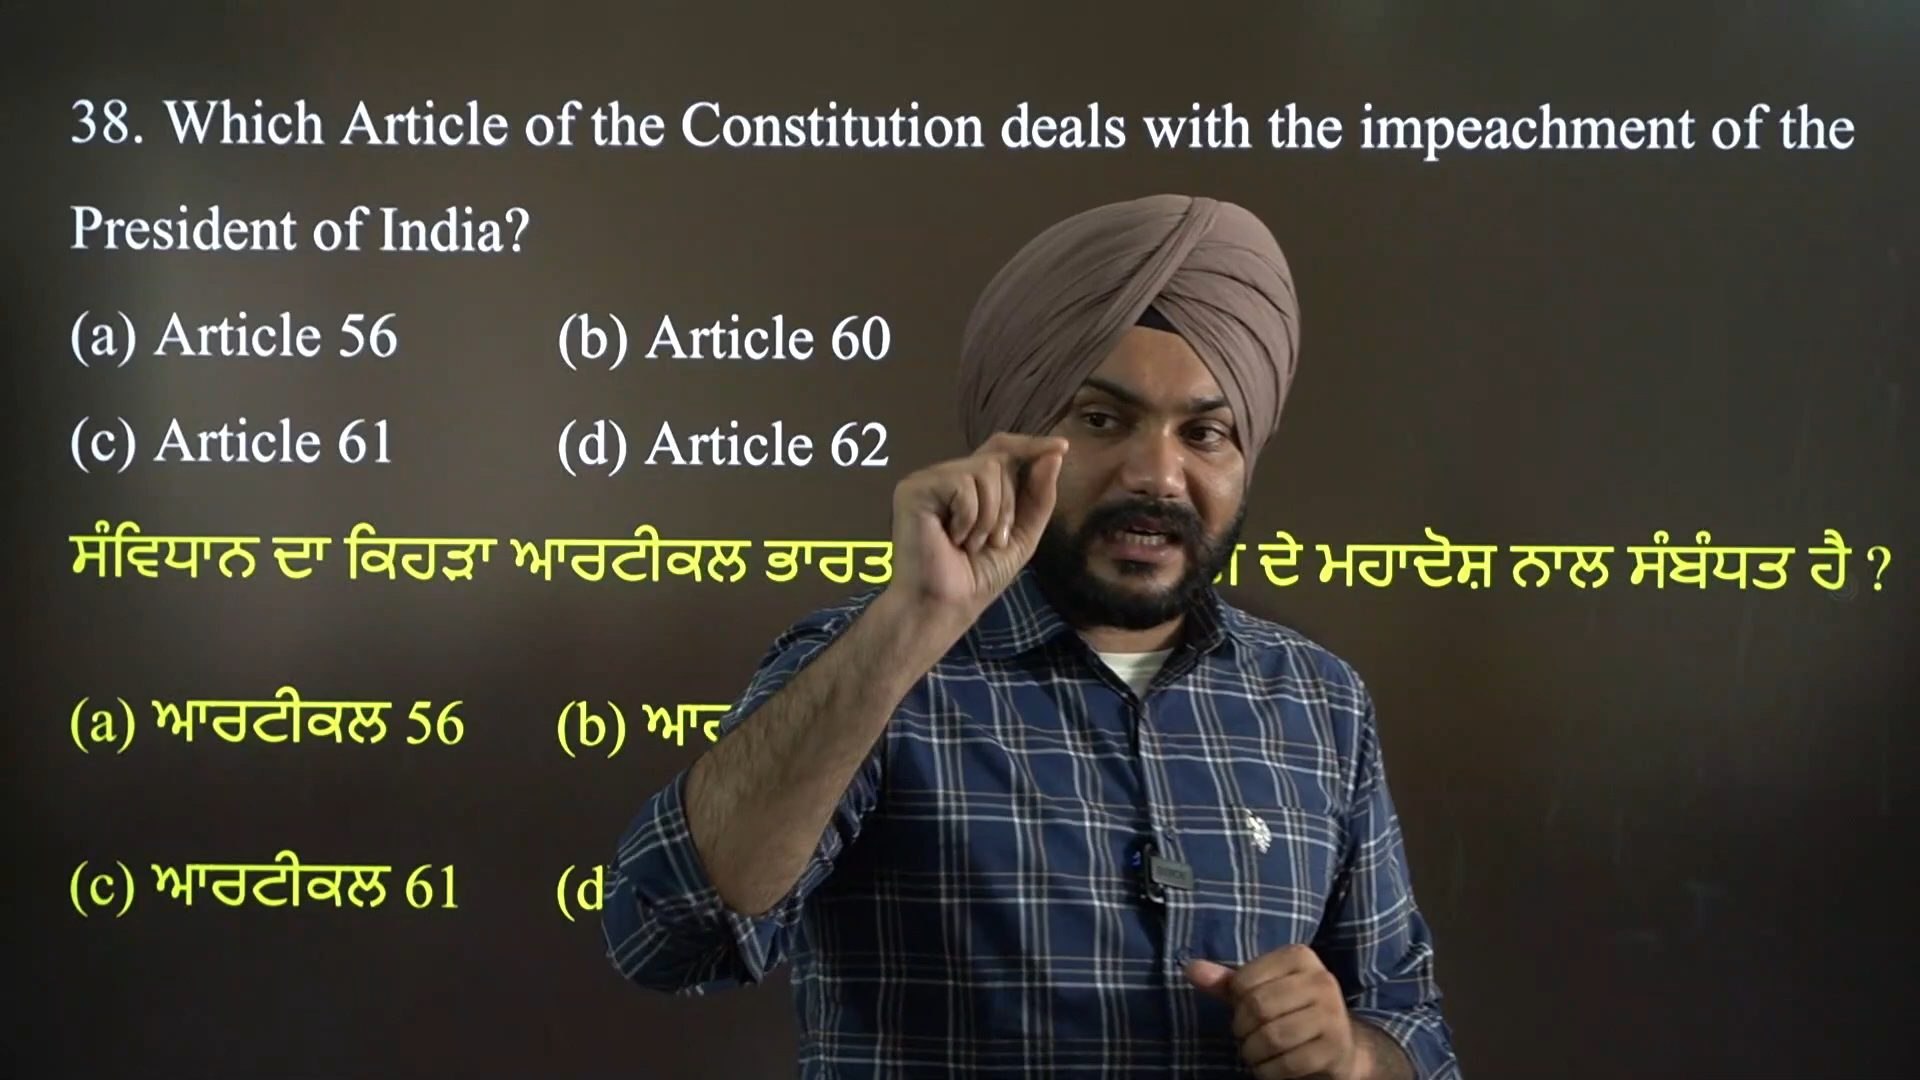 38. Which Article of the Constitution deals with the impeachment of the
President of India?
(a) Article 56 (b) Article 60
(c) Article 61 (d) Article 62
ਸੰਵਿਧਾਨ ਦਾ ਕਿਹੜਾ ਆਰਟੀਕਲ ਭਾਰਤ ਦੇ ਮਹਾਦੋਸ਼ ਨਾਲ ਸੰਬੰਧਤ ਹੈ ?
(a) ਆਰਟੀਕਲ 56 (b)
(c) ਆਰਟੀਕਲ 61 (d